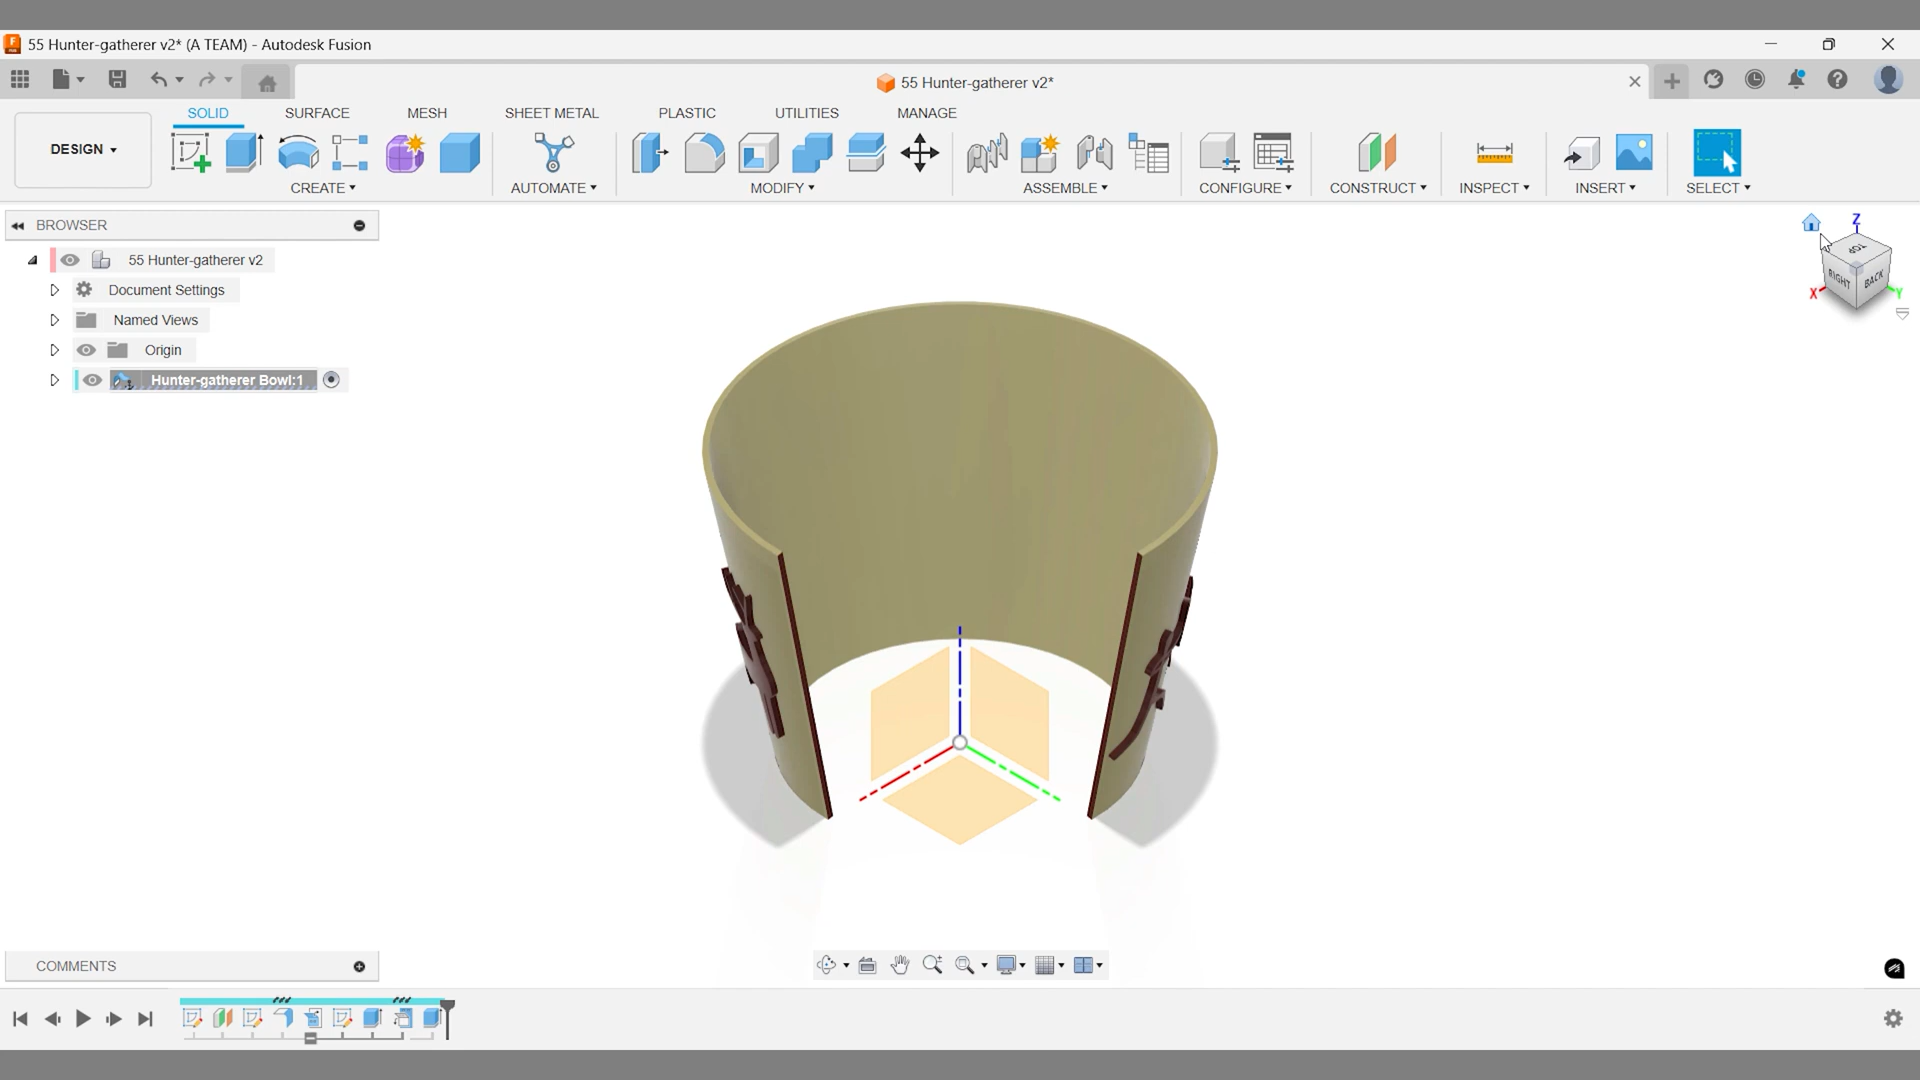 55 Hunter-gatherer v2* (A TEAM) - Autodesk Fusion
55 Hunter-gatherer v2*
SOLID SURFACE MESH SHEET METAL PLASTIC UTILITIES MANAGE
DESIGN
CREATE AUTOMATE MODIFY ASSEMBLE CONFIGURE CONSTRUCT INSPECT INSERT SELECT
BROWSER
55 Hunter-gatherer v2
Document Settings
Named Views
Origin
Hunter-gatherer Bowl:1
Z
TOP
RIGHT BACK
X Y
COMMENTS